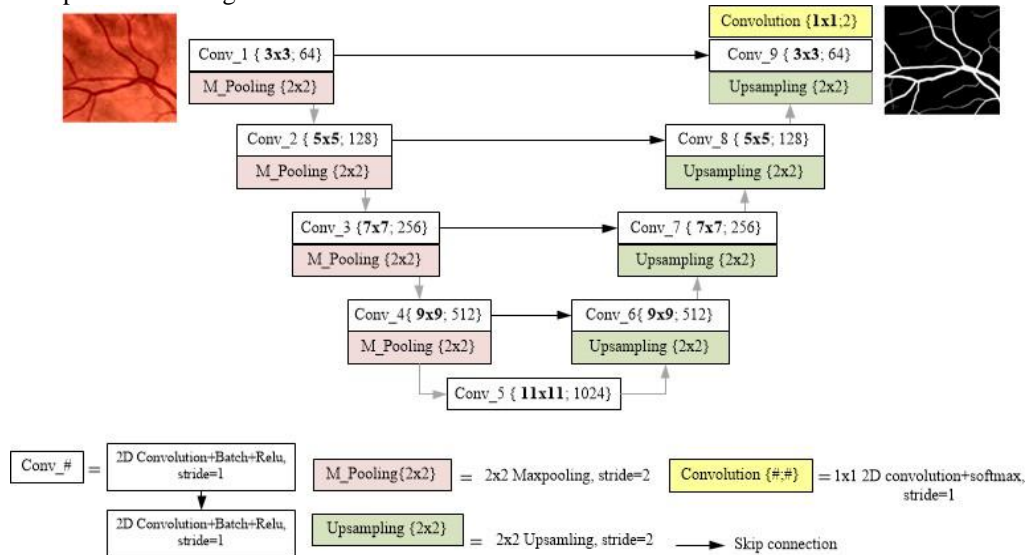 Convolution {1x1;2}
Conv_1 { 3x3; 64}
Conv_9 { 3x3; 64}
M_Pooling {2x2}
Upsampling {2x2}
Conv_2 { 5x5; 128}
Conv_8 { 5x5; 128}
M_Pooling {2x2}
Upsampling {2x2}
Conv_3 {7x7; 256}
Conv_7 { 7x7; 256}
M_Pooling {2x2}
Upsampling {2x2}
Conv_4{ 9x9; 512}
Conv_6{ 9x9; 512}
M_Pooling {2x2}
Upsampling {2x2}
Conv_5 { 11x11; 1024}
Conv_#
=
2D Convolution+Batch+Relu,
stride=1
2D Convolution+Batch+Relu,
stride=1
M_Pooling{2x2}
= 2x2 Maxpooling, stride=2
Upsampling {2x2}
= 2x2 Upsamling, stride=2
Convolution {#;#}
= 1x1 2D convolution+softmax,
stride=1
Skip connection